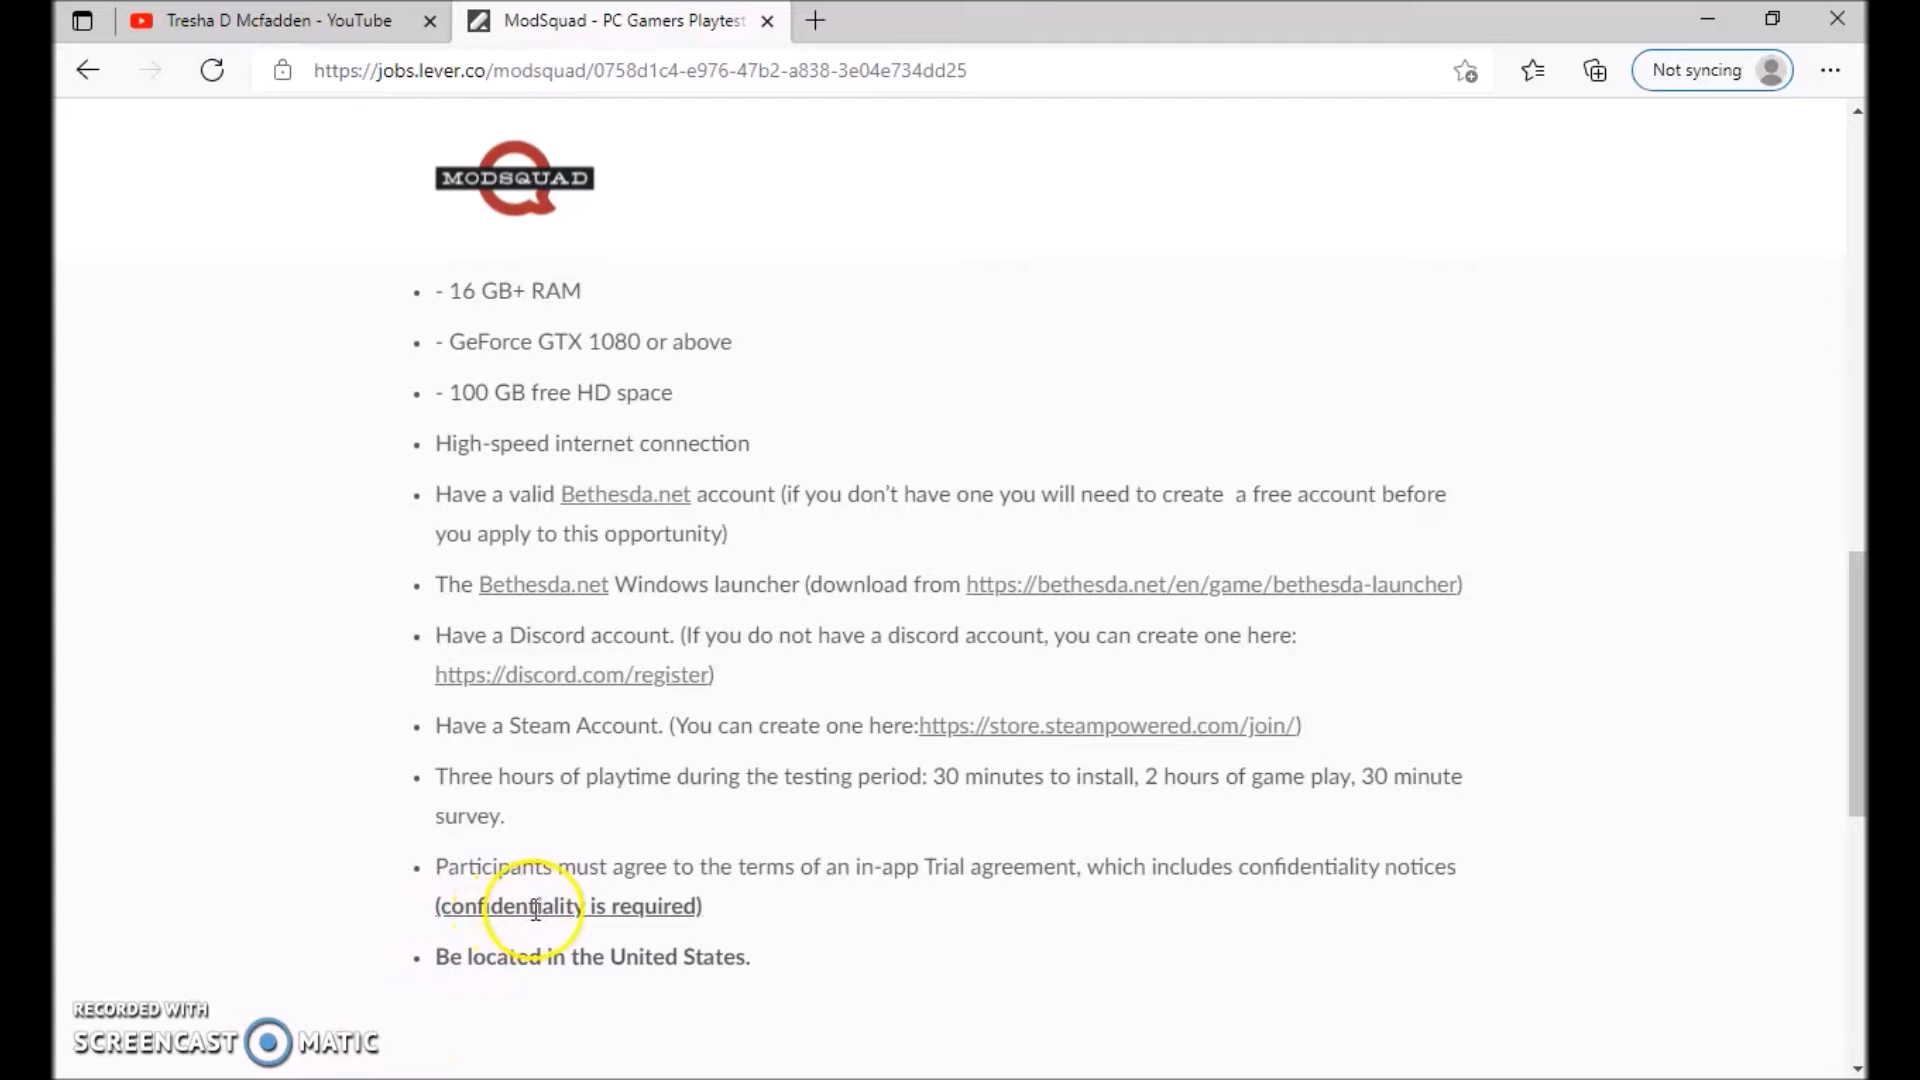 Tresha D Mcfadden - YouTube
ModSquad - PC Gamers Playtest
https://jobs.lever.co/modsquad/0758d1c4-e976-47b2-a838-3e04e734dd25
Not syncing
MODSQUAD
- 16 GB+ RAM
- GeForce GTX 1080 or above
- 100 GB free HD space
High-speed internet connection
Have a valid Bethesda.net account (if you don’t have one you will need to create  a free account before
you apply to this opportunity)
The Bethesda.net Windows launcher (download from https://bethesda.net/en/game/bethesda-launcher)
Have a Discord account. (If you do not have a discord account, you can create one here:
https://discord.com/register)
Have a Steam Account. (You can create one here:https://store.steampowered.com/join/)
Three hours of playtime during the testing period: 30 minutes to install, 2 hours of game play, 30 minute
survey.
Participants must agree to the terms of an in-app Trial agreement, which includes confidentiality notices
(confidentiality is required)
Be located in the United States.
RECORDED WITH
SCREENCAST MATIC